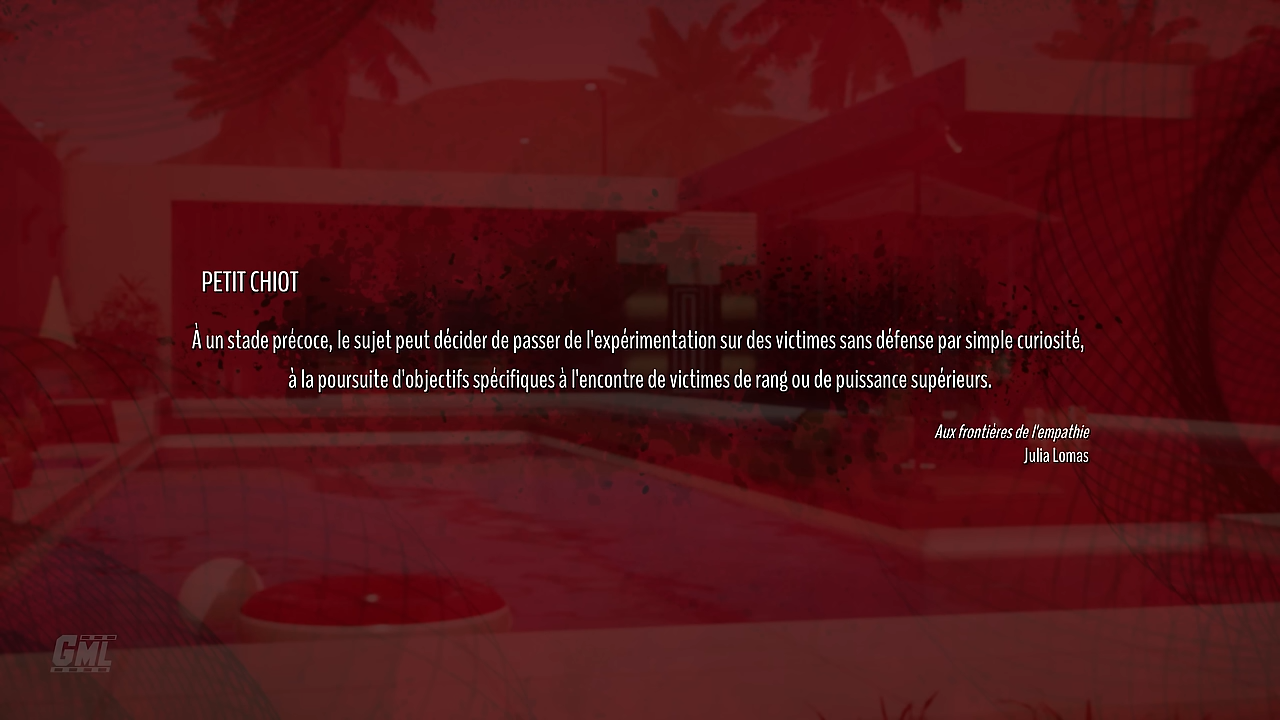 PETIT CHIOT
À un stade précoce, le sujet peut décider de passer de l'expérimentation sur des victimes sans défense par simple curiosité,
à la poursuite d'objectifs spécifiques à l'encontre de victimes de rang ou de puissance supérieurs.
Aux frontières de l'empathie
Julia Lomas
GML